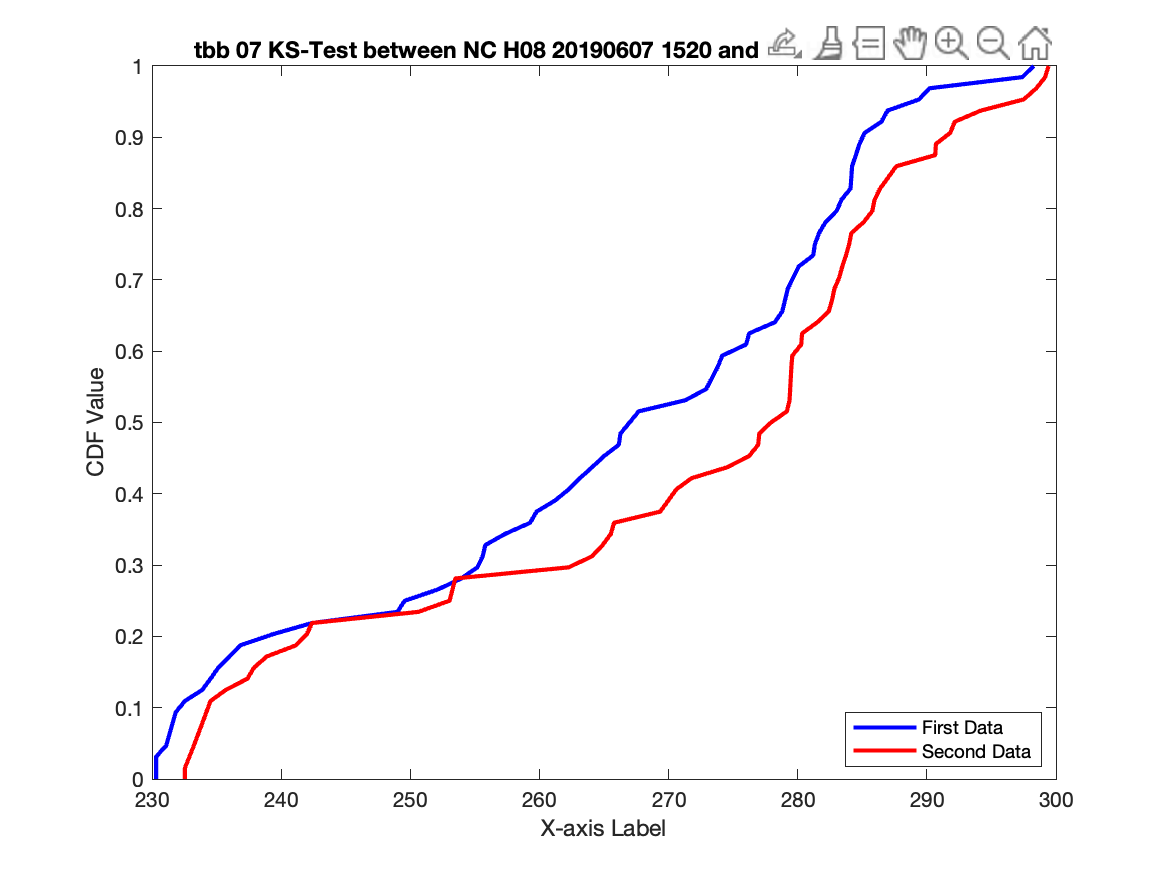 tbb 07 KS-Test between NC H08 20190607 1520 and
1
0.9
0.8
0.7
0.6
0.5
0.4
0.3
0.2
0.1
0
CDF Value
First Data
Second Data
230 240 250 260 270 280 290 300
X-axis Label